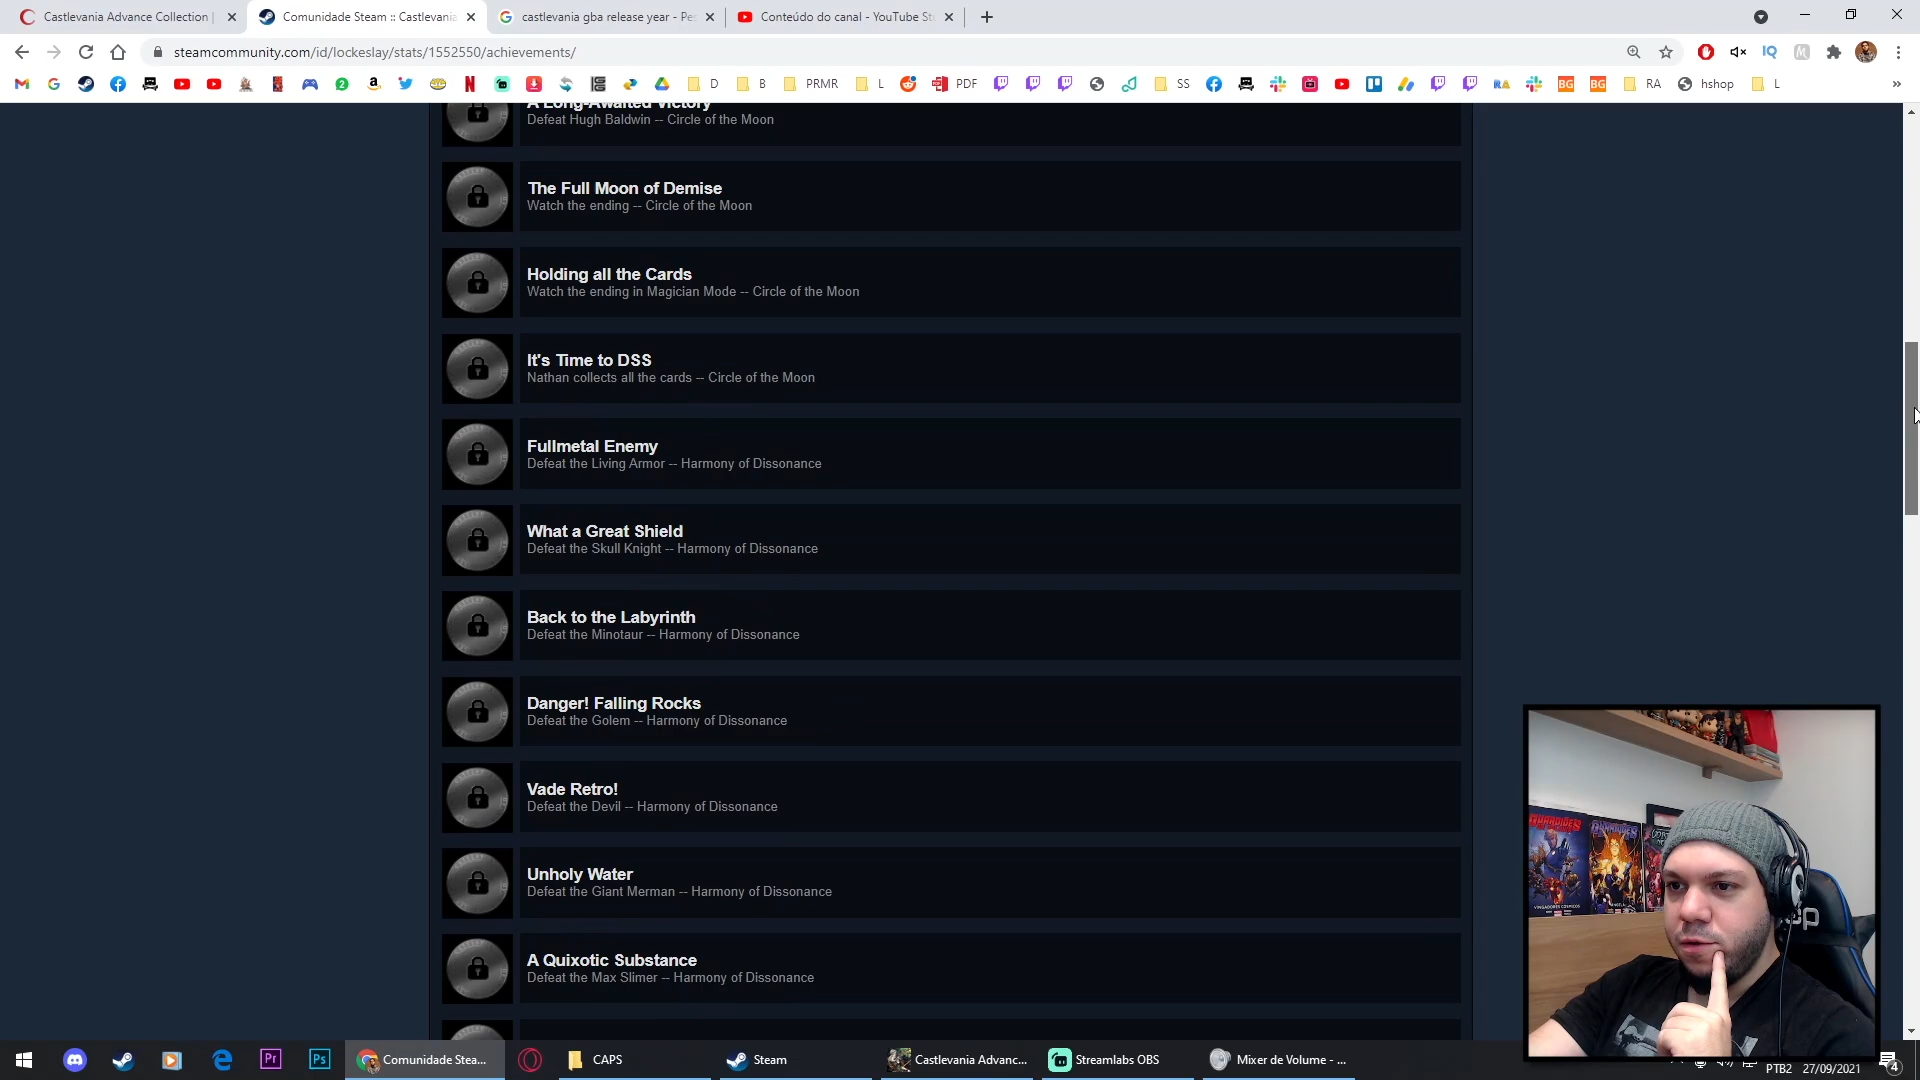 Castlevania Advance Collection |
Comunidade Steam :: Castlevania
castlevania gba release year - Pes
Conteúdo do canal - YouTube St
steamcommunity.com/id/lockeslay/stats/1552550/achievements/
D
B
PRMR
L
PDF
SS
RA
hshop
L
A Long-Awaited Victory
Defeat Hugh Baldwin -- Circle of the Moon
The Full Moon of Demise
Watch the ending -- Circle of the Moon
Holding all the Cards
Watch the ending in Magician Mode -- Circle of the Moon
It's Time to DSS
Nathan collects all the cards -- Circle of the Moon
Fullmetal Enemy
Defeat the Living Armor -- Harmony of Dissonance
What a Great Shield
Defeat the Skull Knight -- Harmony of Dissonance
Back to the Labyrinth
Defeat the Minotaur -- Harmony of Dissonance
Danger! Falling Rocks
Defeat the Golem -- Harmony of Dissonance
Vade Retro!
Defeat the Devil -- Harmony of Dissonance
Unholy Water
Defeat the Giant Merman -- Harmony of Dissonance
A Quixotic Substance
Defeat the Max Slimer -- Harmony of Dissonance
Comunidade Stea...
CAPS
Steam
Castlevania Advanc...
Streamlabs OBS
Mixer de Volume - ...
PTB2
27/09/2021
4